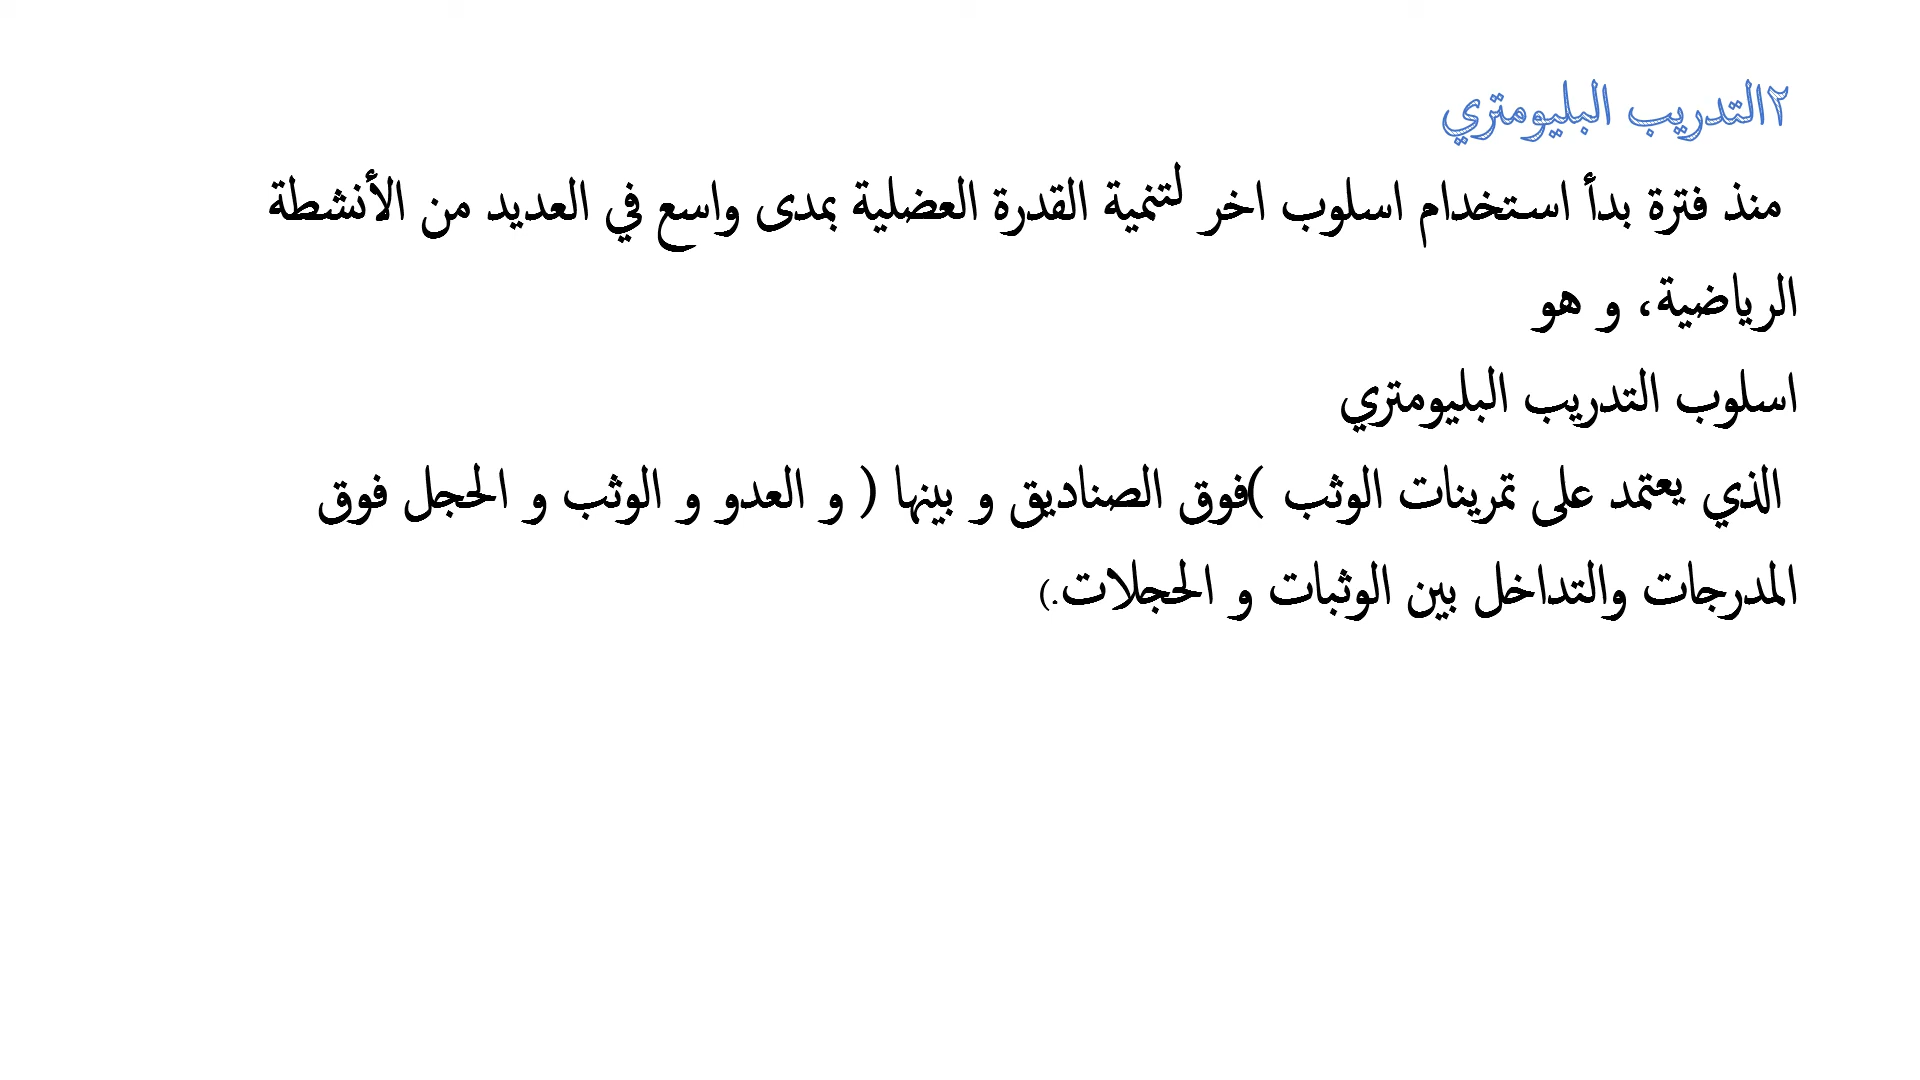 ٢التدريب البليومتري
منذ فترة بدأ استخدام اسلوب اخر لتنمية القدرة العضلية بمدى واسع في العديد من الأنشطة
الرياضية، و هو
اسلوب التدريب البليومتري
الذي يعتمد على تمرينات الوثب )فوق الصناديق و بينها ( و العدو و الوثب و الحجل فوق
المدرجات والتداخل بين الوثبات و الحجلات.)